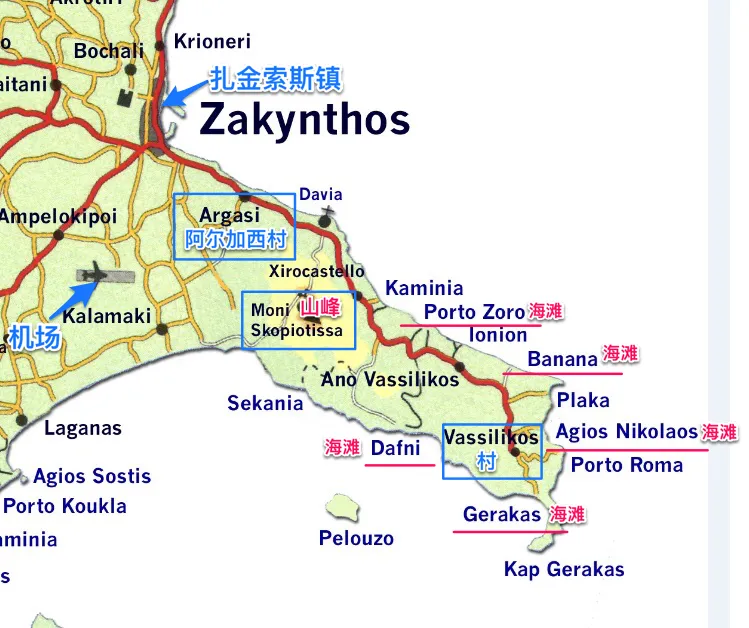 Akrotiri
Krioneri
Bochali
扎金索斯镇
aitani
Zakynthos
Davia
Argasi
阿尔加西村
Ampelokipoi
Xirocastello
Kaminia
Moni 山峰
Skopiotissa
Porto Zoro 海滩
Ionion
机场
Kalamaki
Banana 海滩
Ano Vassilikos
Plaka
Sekania
Laganas
Vassilikos
村
Agios Nikolaos 海滩
海滩 Dafni
Porto Roma
Agios Sostis
Porto Koukla
Gerakas 海滩
Pelouzo
aminia
Kap Gerakas
s